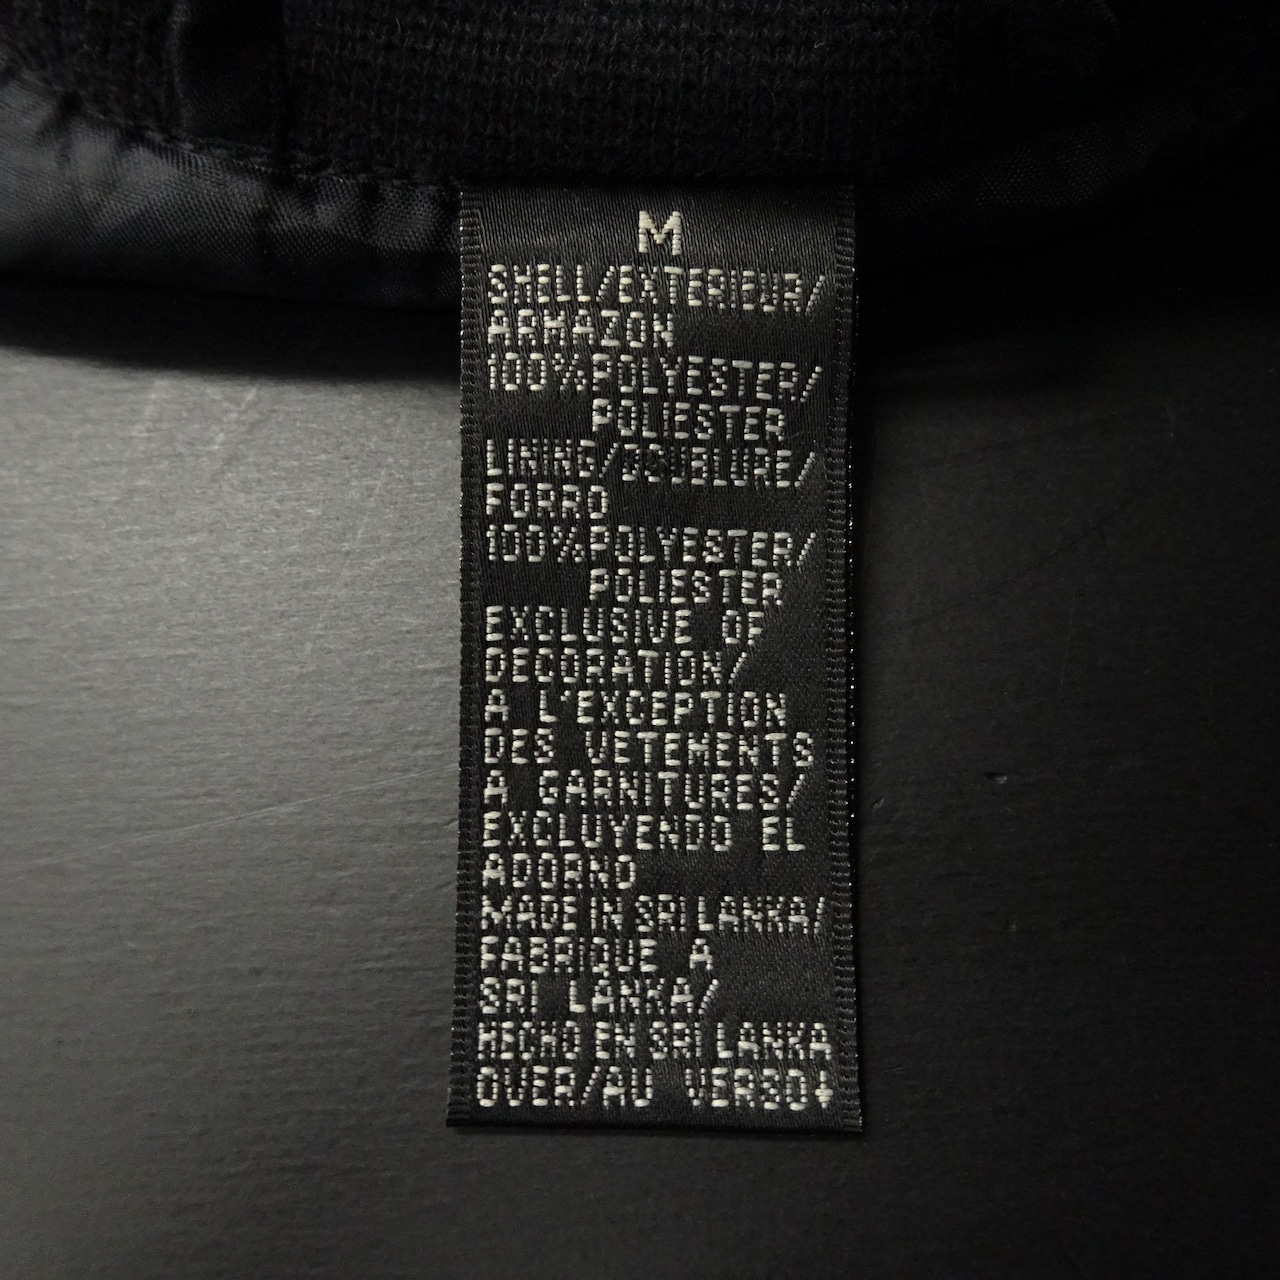 M
SHELL/EXTERIEUR/
ARMAZON
100%POLYESTER/
POLIESTER
LINING/DOUBLURE/
FORRO
100%POLYESTER/
POLIESTER
EXCLUSIVE OF
DECORATION/
A L'EXCEPTION
DES VETEMENTS
A GARNITURES/
EXCLUYENDO EL
ADORNO
MADE IN SRI LANKA/
FABRIQUE A
SRI LANKA/
HECHO EN SRI LANKA
OVER/AU VERSO↓